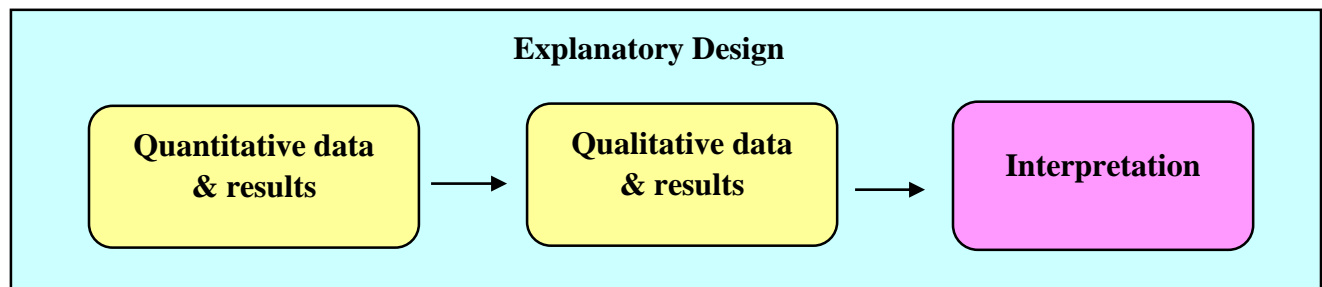 Explanatory Design
Quantitative data
& results
Qualitative data
& results
Interpretation